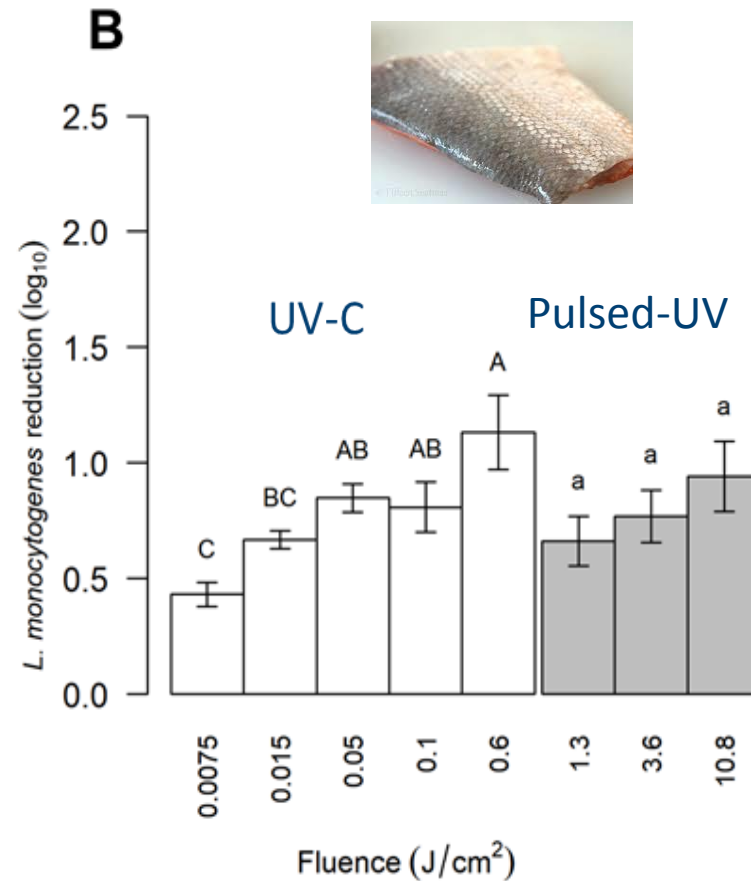 B
2.5
2.0
1.5
1.0
0.5
0.0
L. monocytogenes reduction (log10)
UV-C
Pulsed-UV
C
BC
AB
AB
A
a
a
a
0.0075
0.015
0.05
0.1
0.6
1.3
3.6
10.8
Fluence (J/cm²)